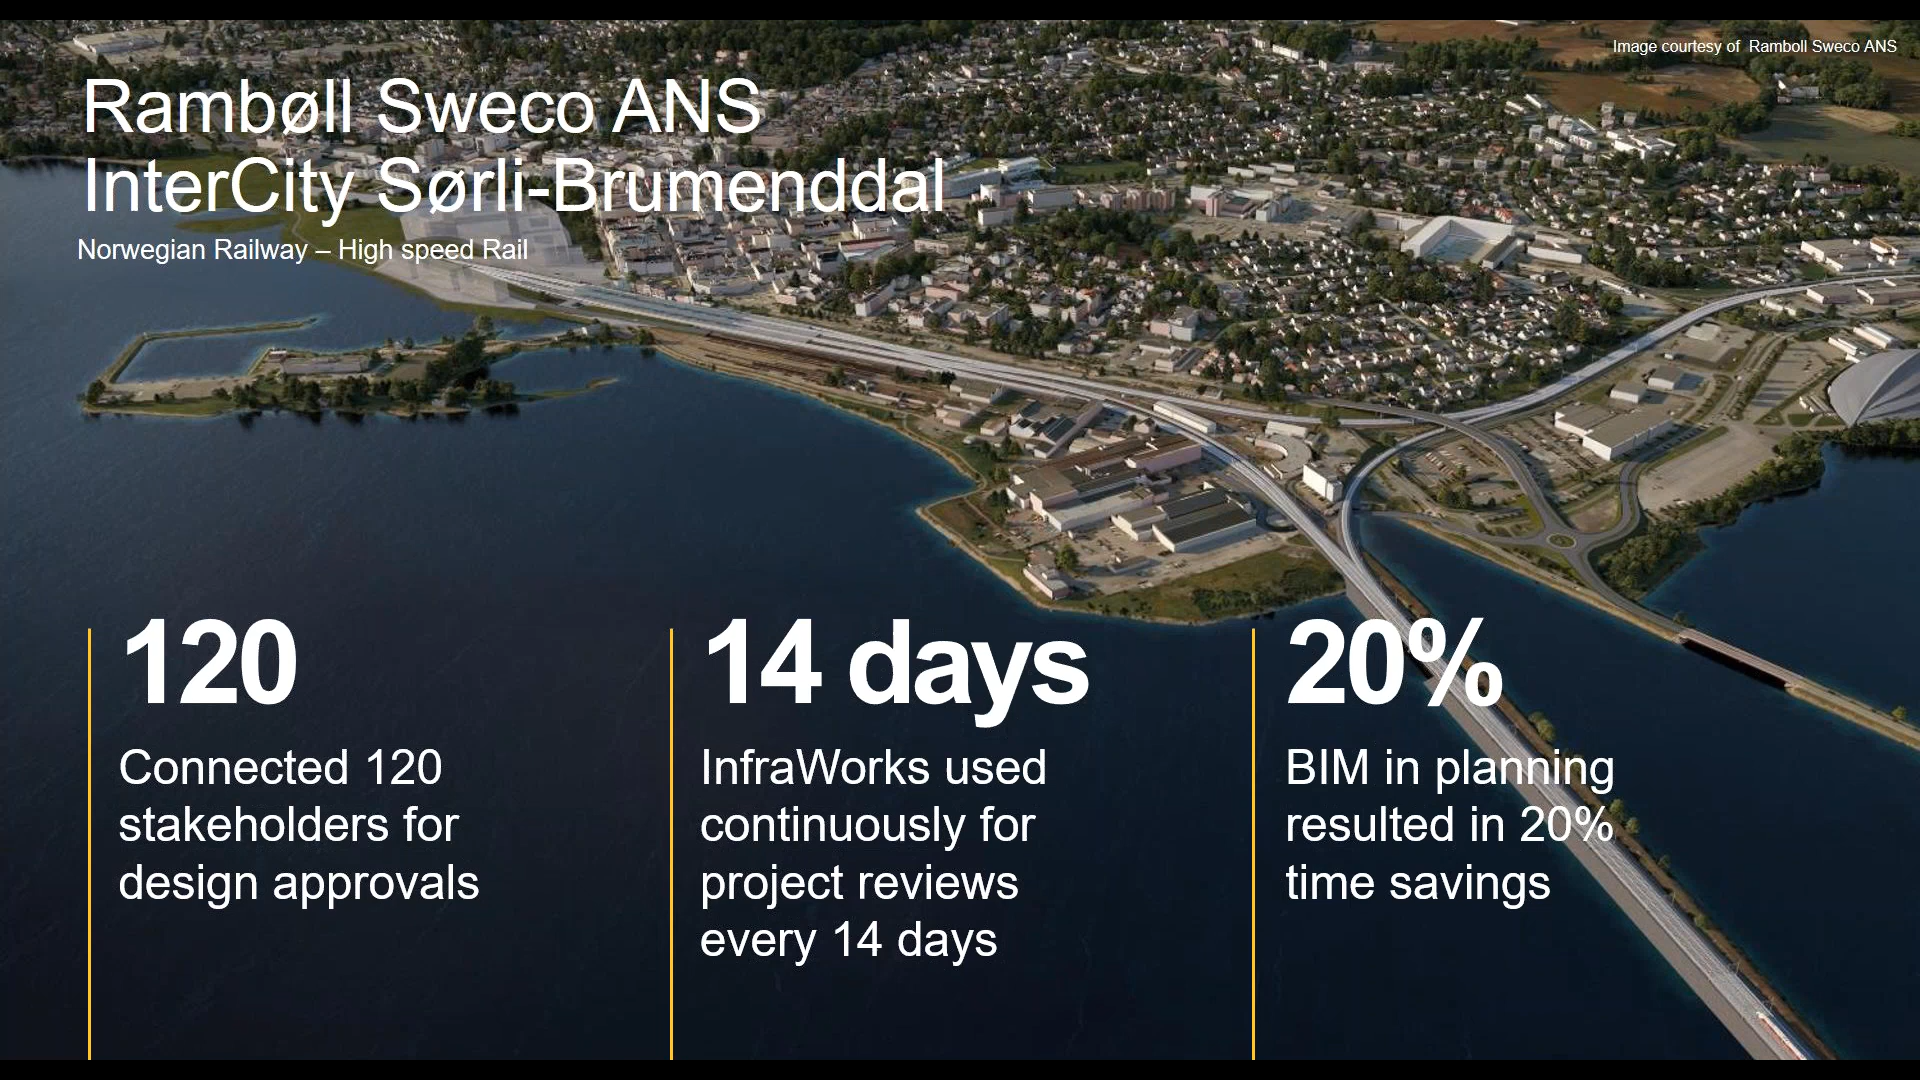 Image courtesy of Ramboll Sweco ANS
Rambøll Sweco ANS
InterCity Sørli-Brumenddal
Norwegian Railway – High speed Rail
120
Connected 120
stakeholders for
design approvals
14 days
InfraWorks used
continuously for
project reviews
every 14 days
20%
BIM in planning
resulted in 20%
time savings